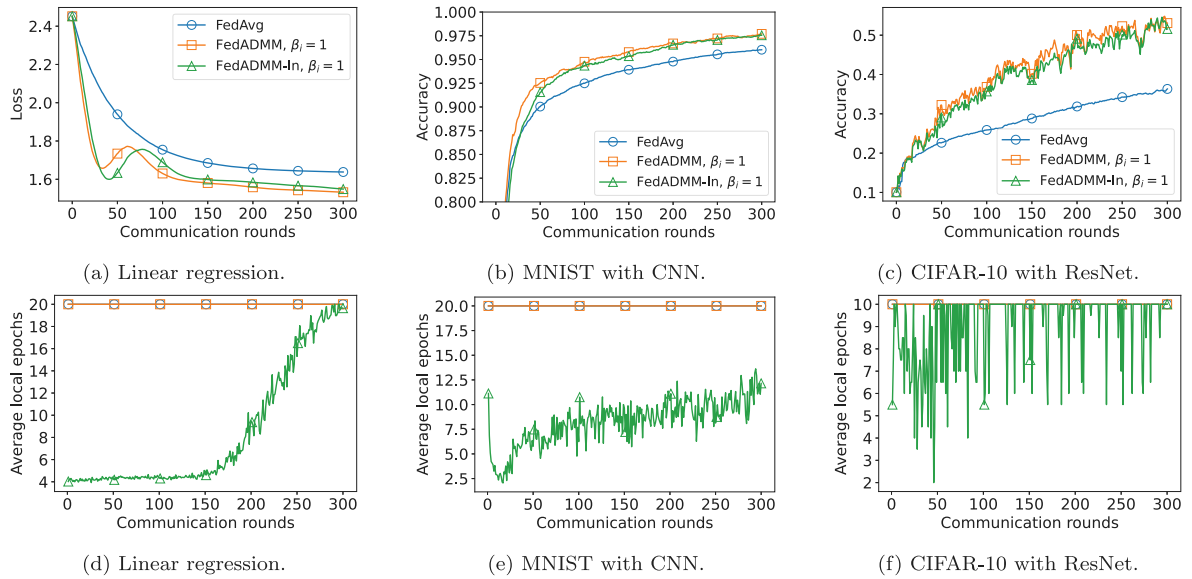 2.4
2.2
2.0
1.8
1.6
Loss
0 50 100 150 200 250 300
Communication rounds
FedAvg
FedADMM, βᵢ = 1
FedADMM-In, βᵢ = 1
(a) Linear regression.
1.000
0.975
0.950
0.925
0.900
0.875
0.850
0.825
0.800
Accuracy
0 50 100 150 200 250 300
Communication rounds
FedAvg
FedADMM, βᵢ = 1
FedADMM-In, βᵢ = 1
(b) MNIST with CNN.
0.5
0.4
0.3
0.2
0.1
Accuracy
0 50 100 150 200 250 300
Communication rounds
FedAvg
FedADMM, βᵢ = 1
FedADMM-In, βᵢ = 1
(c) CIFAR-10 with ResNet.
20
18
16
14
12
10
8
6
4
Average local epochs
0 50 100 150 200 250 300
Communication rounds
(d) Linear regression.
20.0
17.5
15.0
12.5
10.0
7.5
5.0
2.5
Average local epochs
0 50 100 150 200 250 300
Communication rounds
(e) MNIST with CNN.
10
9
8
7
6
5
4
3
2
Average local epochs
0 50 100 150 200 250 300
Communication rounds
(f) CIFAR-10 with ResNet.